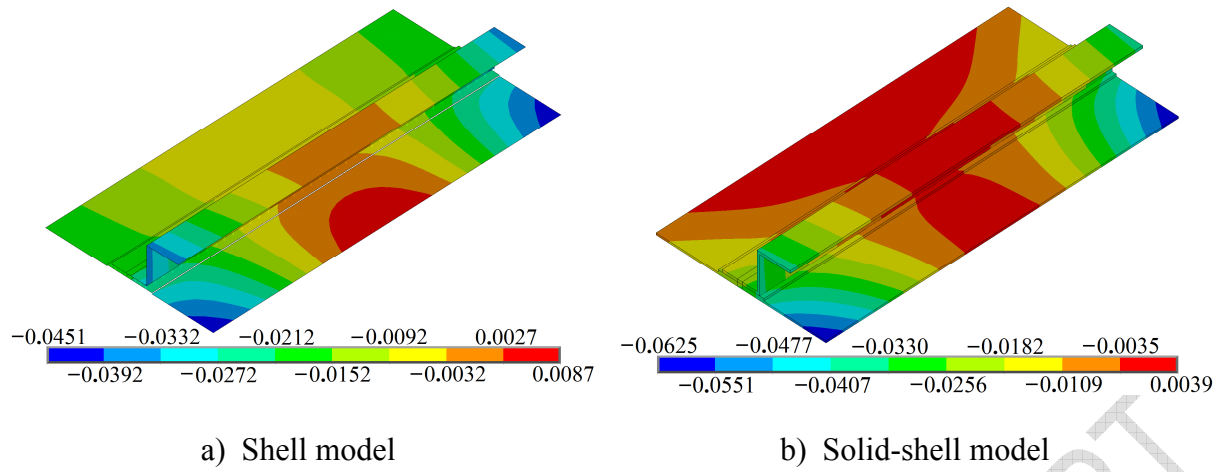 −0.0451 −0.0332 −0.0212 −0.0092 0.0027
−0.0392 −0.0272 −0.0152 −0.0032 0.0087
a) Shell model
−0.0625 −0.0477 −0.0330 −0.0182 −0.0035
−0.0551 −0.0407 −0.0256 −0.0109 0.0039
b) Solid-shell model
PT